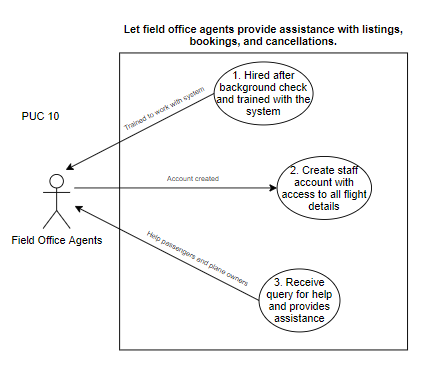 Let field office agents provide assistance with listings,
bookings, and cancellations.
PUC 10
1. Hired after
background check
and trained with the
system
Trained to work with system
2. Create staff
account with
access to all flight
details
Account created
Field Office Agents
Help passengers and plane owners
3. Receive
query for help
and provides
assistance